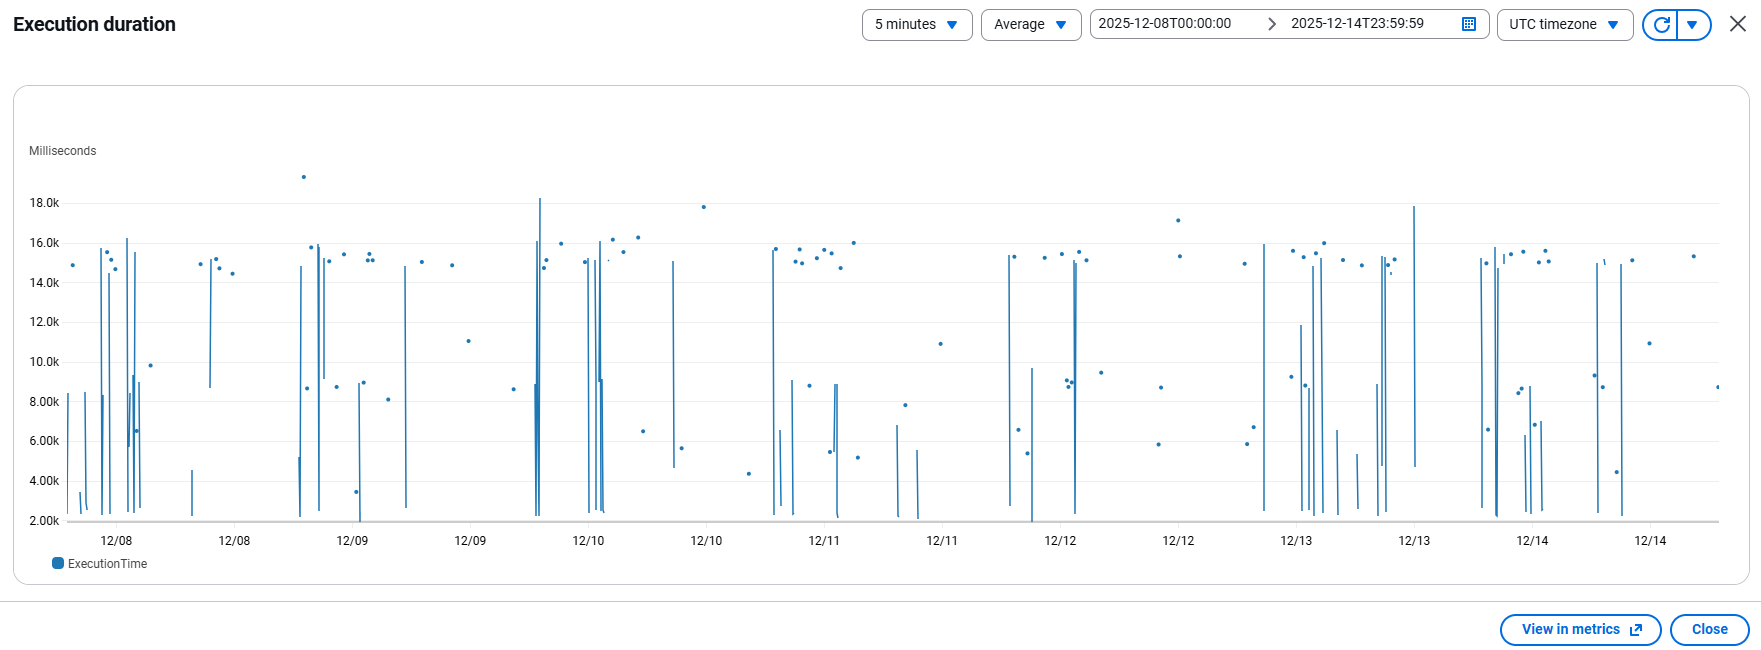 Execution duration
5 minutes
Average
2025-12-08T00:00:00
2025-12-14T23:59:59
UTC timezone
Milliseconds
18.0k
16.0k
14.0k
12.0k
10.0k
8.00k
6.00k
4.00k
2.00k
12/08 12/08 12/09 12/09 12/10 12/10 12/11 12/11 12/12 12/12 12/13 12/13 12/14 12/14
ExecutionTime
View in metrics
Close